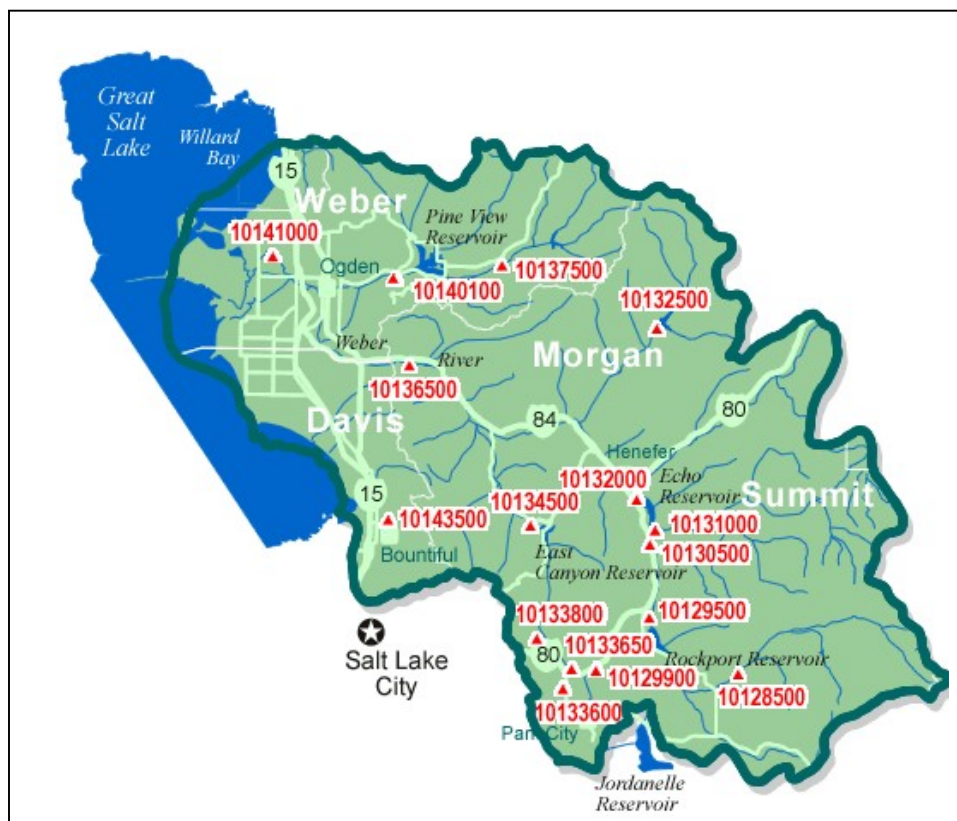 Great
Salt
Lake
Willard
Bay
15
Weber
Pine View
Reservoir
10141000
Ogden
10137500
10140100
10132500
Weber
River
Morgan
10136500
Davis
84
80
Henefer
10132000
Echo
Reservoir
Summit
15
10134500
10143500
10131000
10130500
Bountiful
East
Canyon Reservoir
10133800
10129500
10133650
80
Rockport Reservoir
10129900
10128500
10133600
Park City
Salt Lake
City
Jordanelle
Reservoir